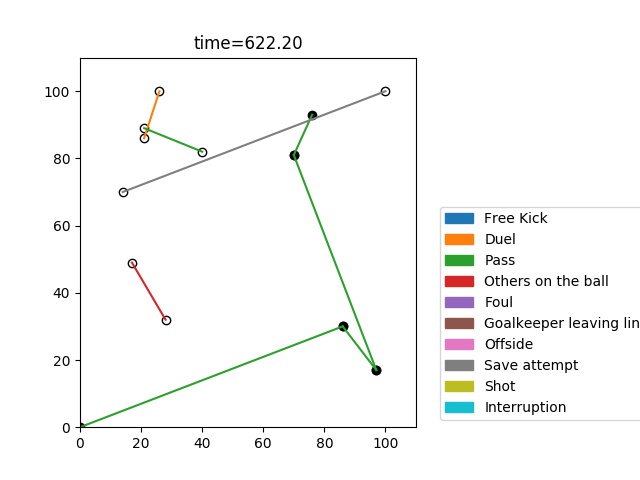 time=622.20
100
80
60
40
20
0
0 20 40 60 80 100
Free Kick
Duel
Pass
Others on the ball
Foul
Goalkeeper leaving lin
Offside
Save attempt
Shot
Interruption